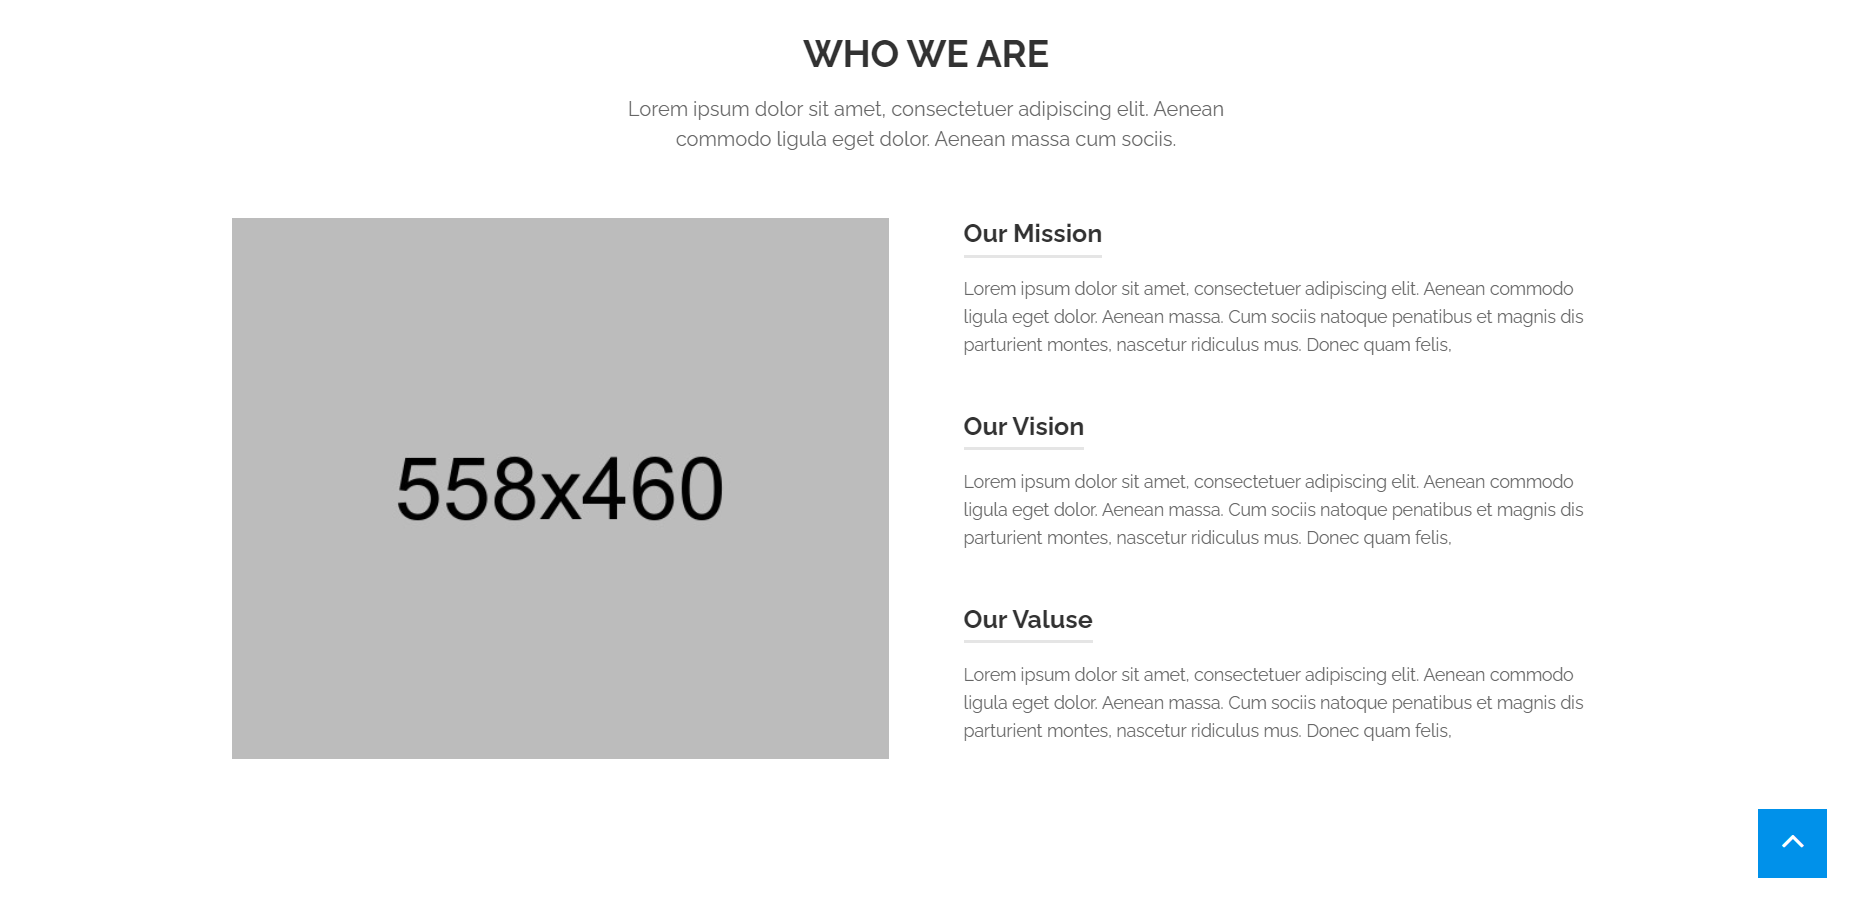 WHO WE ARE
Lorem ipsum dolor sit amet, consectetuer adipiscing elit. Aenean
commodo ligula eget dolor. Aenean massa cum sociis.
558x460
Our Mission
Lorem ipsum dolor sit amet, consectetuer adipiscing elit. Aenean commodo
ligula eget dolor. Aenean massa. Cum sociis natoque penatibus et magnis dis
parturient montes, nascetur ridiculus mus. Donec quam felis,
Our Vision
Lorem ipsum dolor sit amet, consectetuer adipiscing elit. Aenean commodo
ligula eget dolor. Aenean massa. Cum sociis natoque penatibus et magnis dis
parturient montes, nascetur ridiculus mus. Donec quam felis,
Our Valuse
Lorem ipsum dolor sit amet, consectetuer adipiscing elit. Aenean commodo
ligula eget dolor. Aenean massa. Cum sociis natoque penatibus et magnis dis
parturient montes, nascetur ridiculus mus. Donec quam felis,